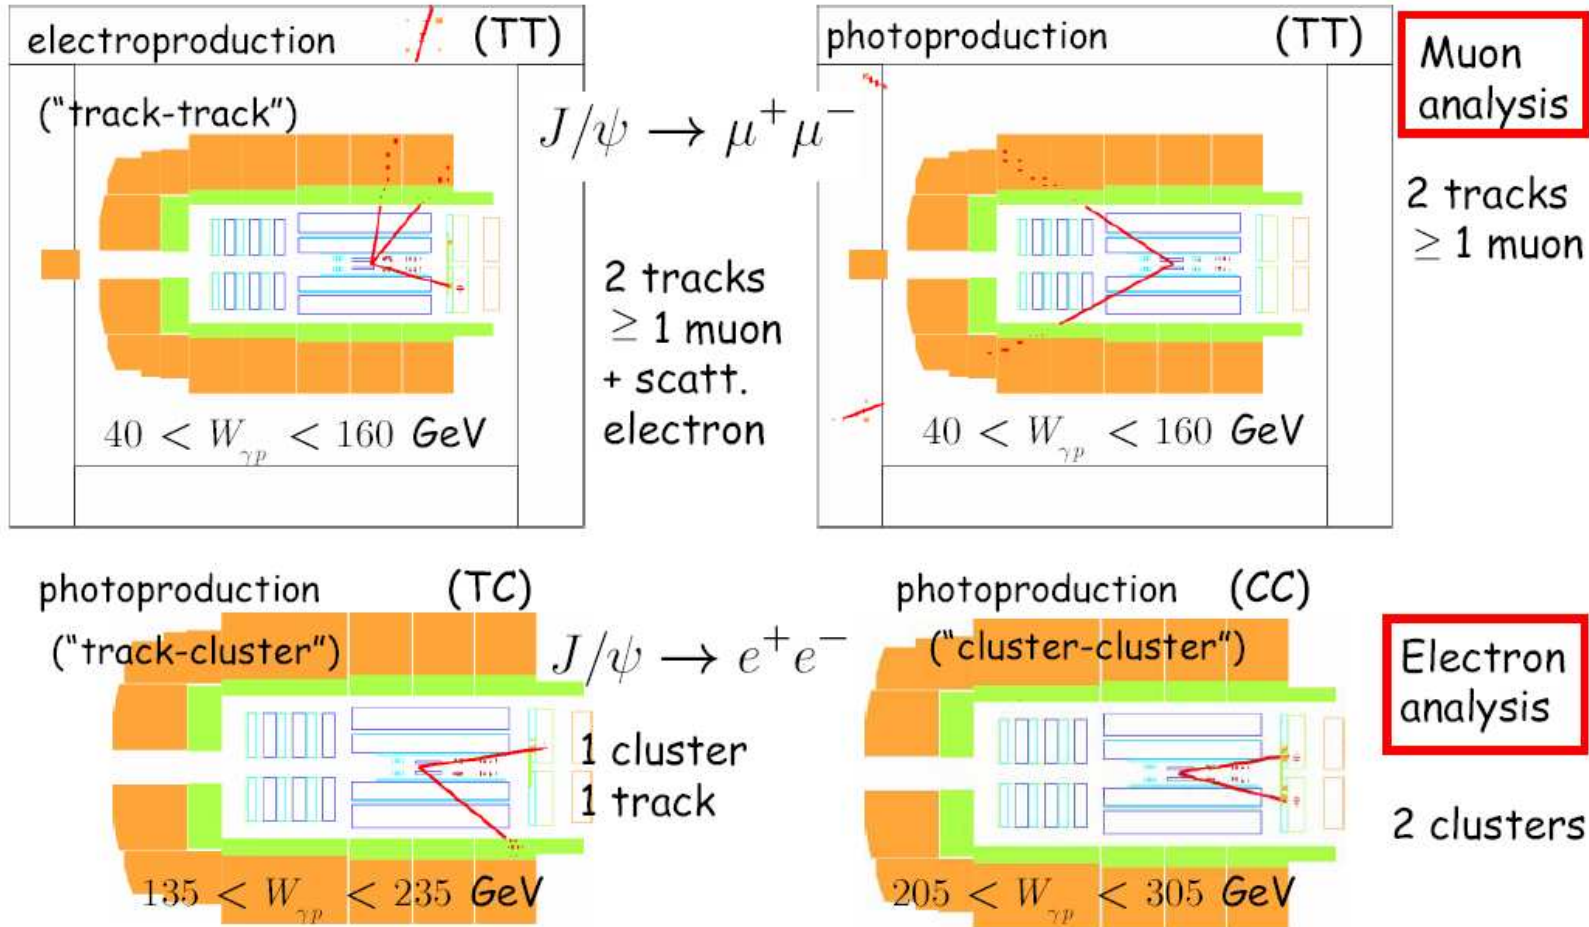 electroproduction (TT)
("track-track")
J/ψ → μ⁺μ⁻
2 tracks
≥ 1 muon
+ scatt.
electron
40 < W_γp < 160 GeV
photoproduction (TT)
40 < W_γp < 160 GeV
Muon
analysis
2 tracks
≥ 1 muon
photoproduction (TC)
("track-cluster")
J/ψ → e⁺e⁻
1 cluster
1 track
135 < W_γp < 235 GeV
photoproduction (CC)
("cluster-cluster")
205 < W_γp < 305 GeV
Electron
analysis
2 clusters